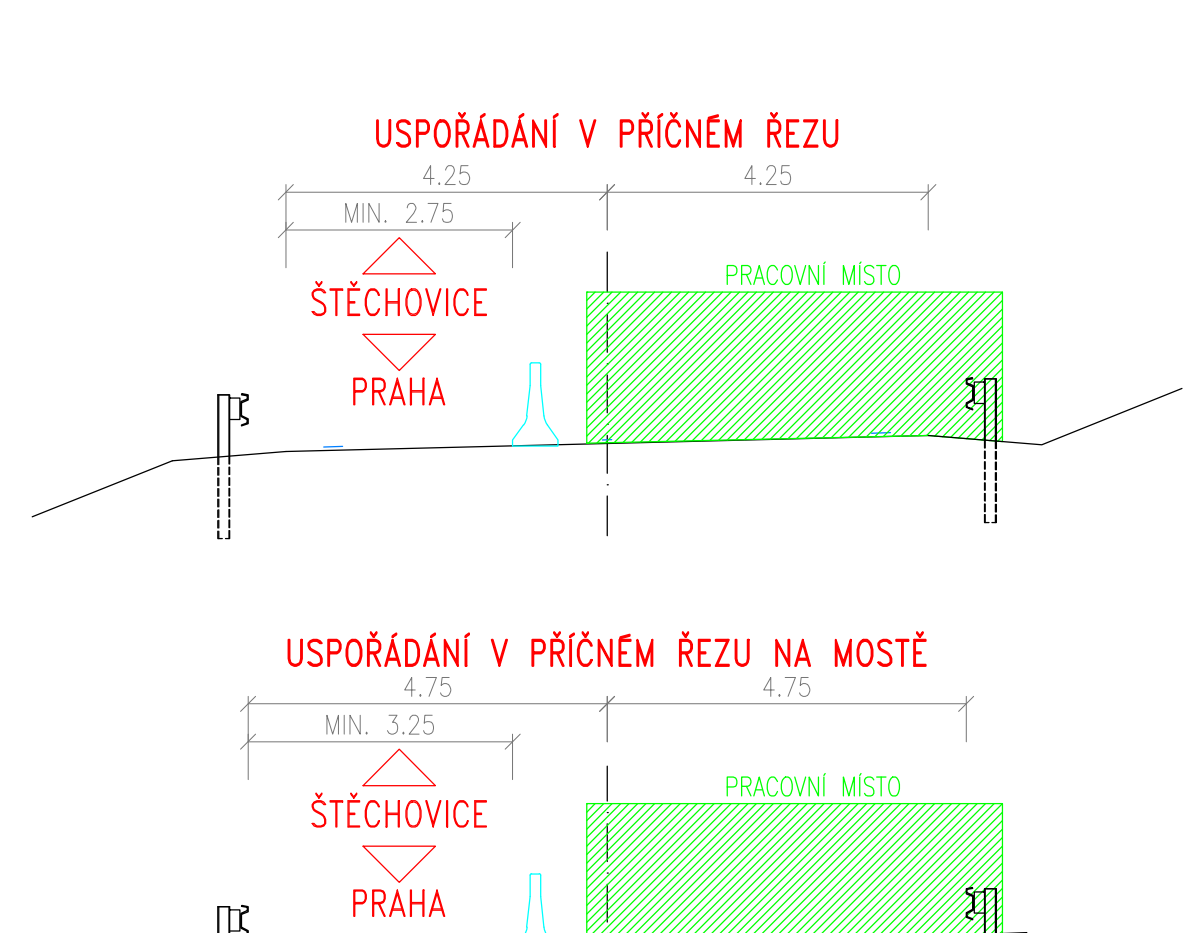 USPOŘÁDÁNÍ V PŘÍČNÉM ŘEZU
4.25 4.25
MIN. 2.75
PRACOVNÍ MÍSTO
ŠTĚCHOVICE
PRAHA
USPOŘÁDÁNÍ V PŘÍČNÉM ŘEZU NA MOSTĚ
4.75 4.75
MIN. 3.25
PRACOVNÍ MÍSTO
ŠTĚCHOVICE
PRAHA